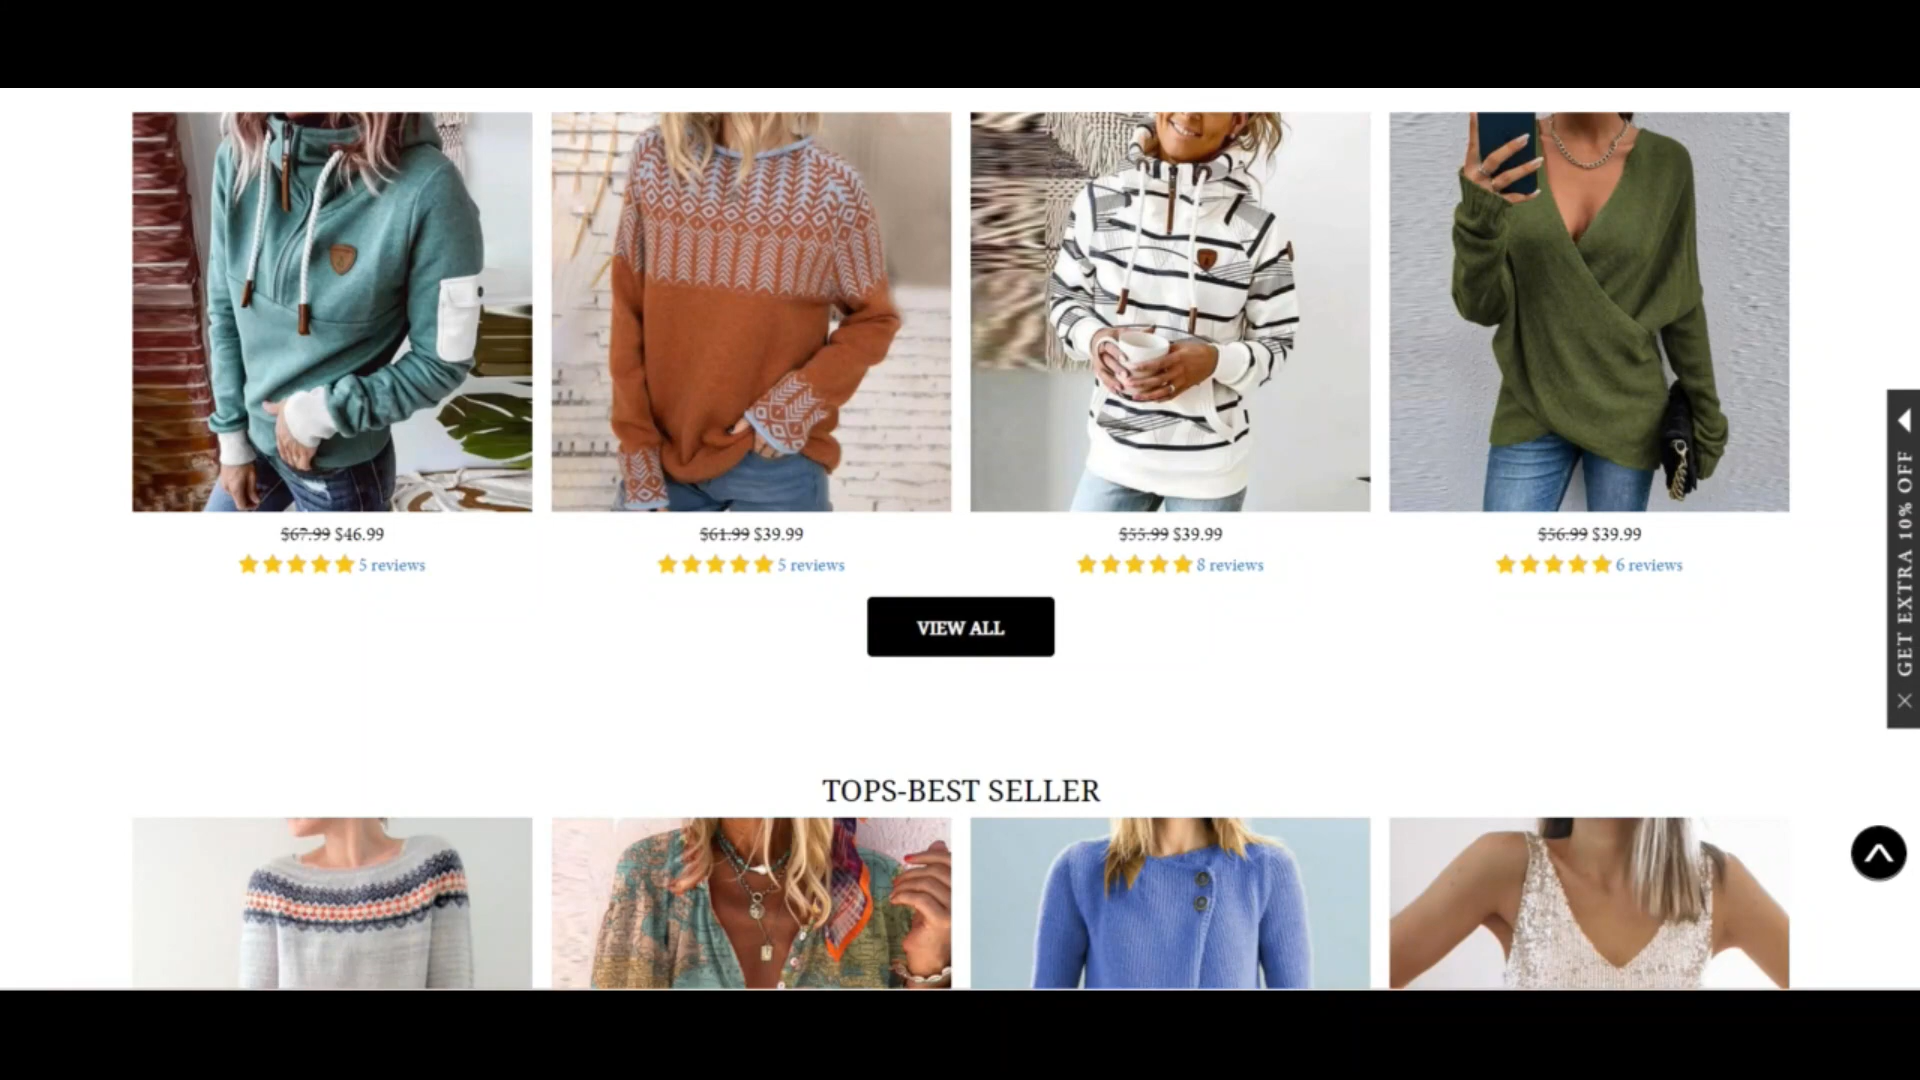 $67.99 $46.99
5 reviews
$61.99 $39.99
5 reviews
$55.99 $39.99
8 reviews
$56.99 $39.99
6 reviews
VIEW ALL
GET EXTRA 10% OFF
TOPS-BEST SELLER